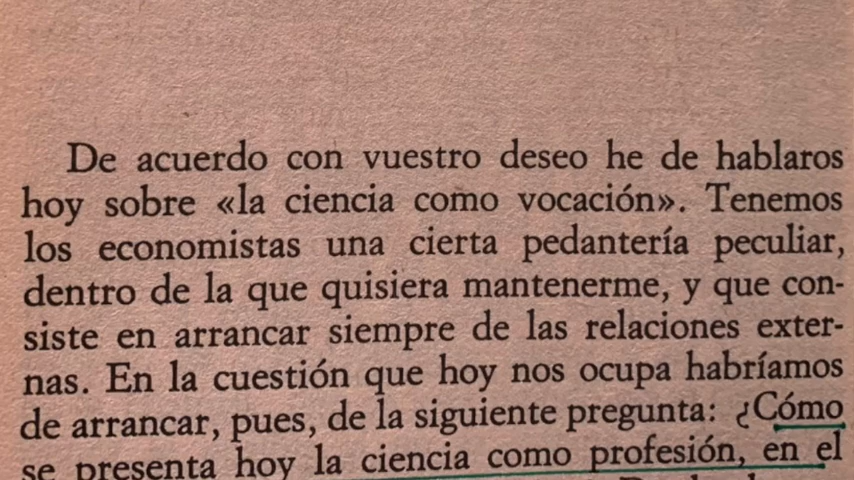 De acuerdo con vuestro deseo he de hablaros
hoy sobre «la ciencia como vocación». Tenemos
los economistas una cierta pedantería peculiar,
dentro de la que quisiera mantenerme, y que con-
siste en arrancar siempre de las relaciones exter-
nas. En la cuestión que hoy nos ocupa habríamos
de arrancar, pues, de la siguiente pregunta: ¿Cómo
se presenta hoy la ciencia como profesión, en el